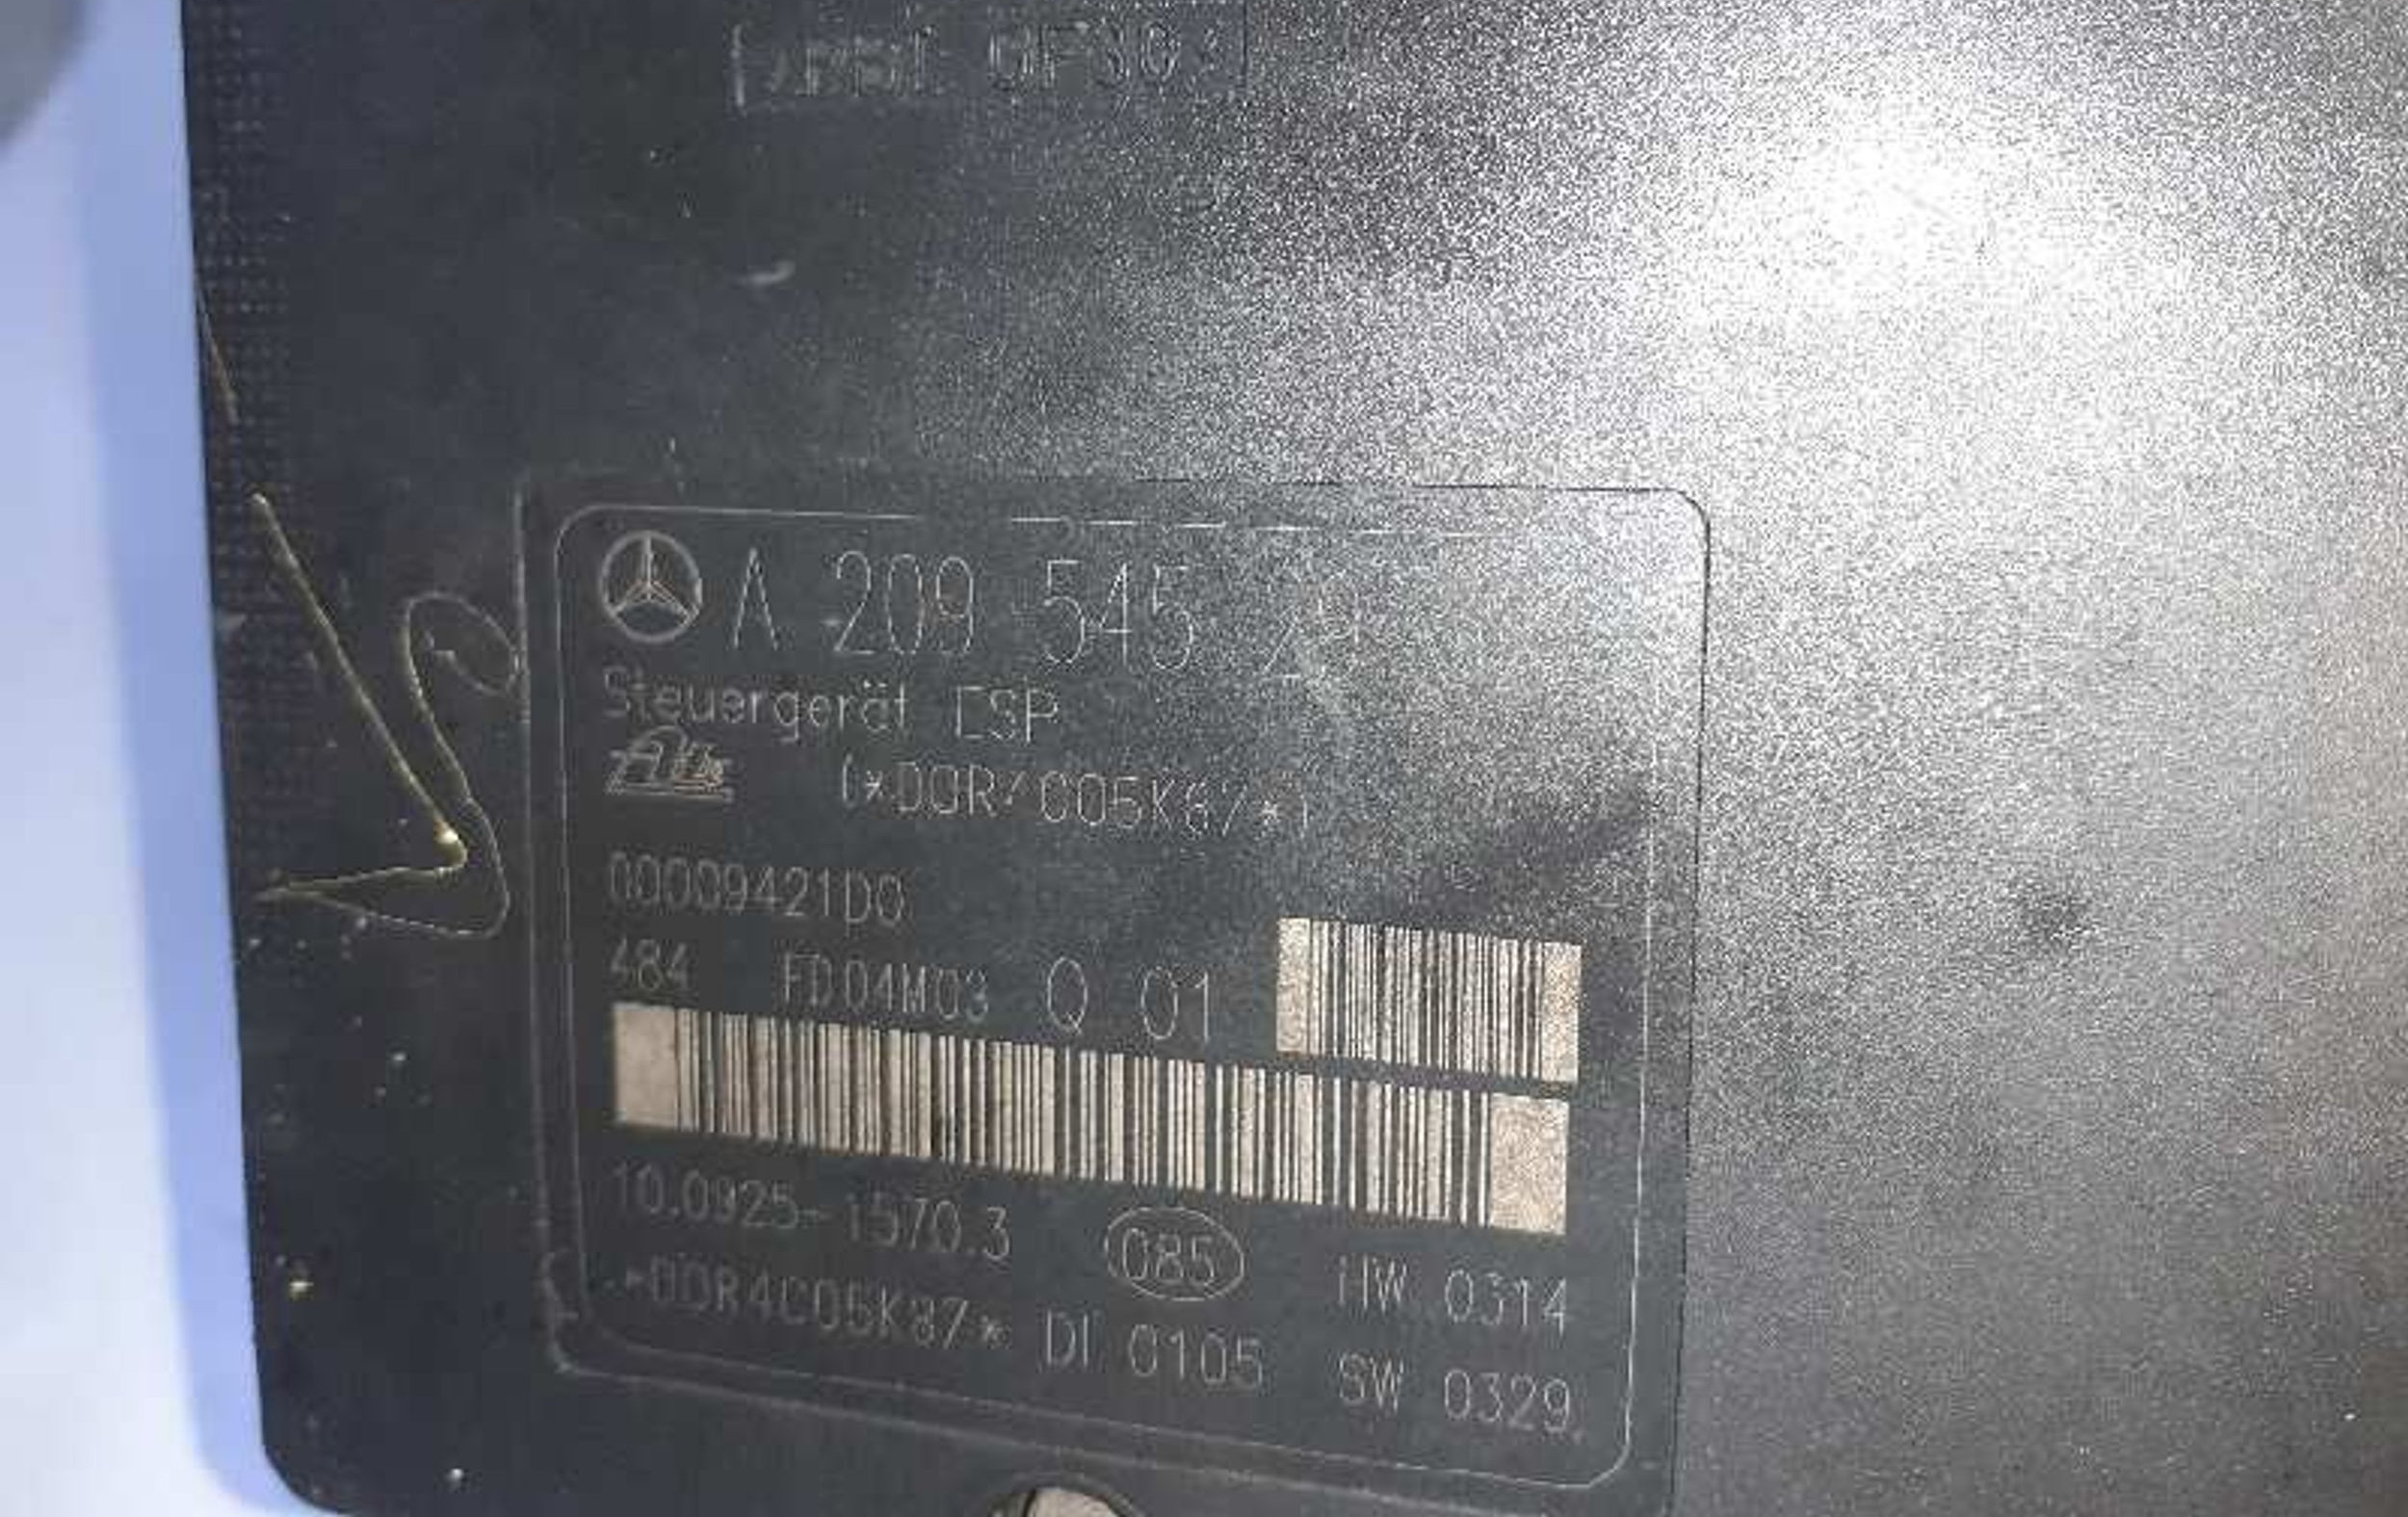 A 209 545
Steuergerät ESP
Ate
00009421D0
484 FD04M03 Q 01
10.0925-1570.3 085 HW 0314
*DDR4C05K87* DI 0105 SW 0329